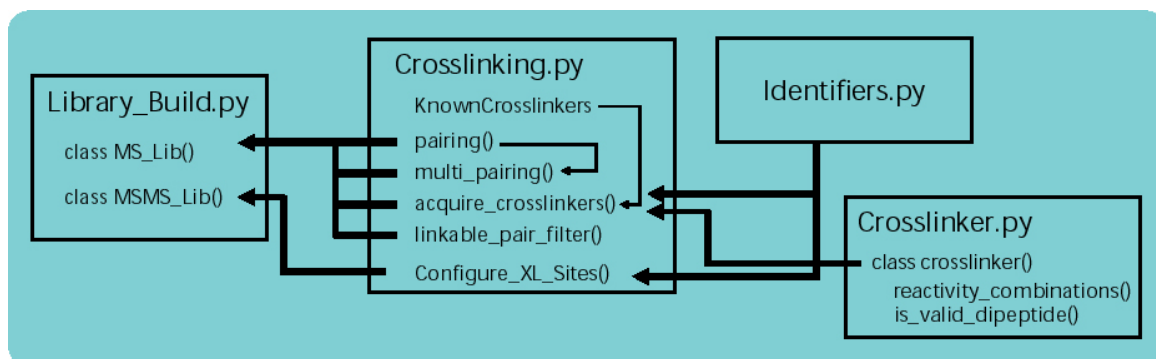 Library_Build.py
class MS_Lib()
class MSMS_Lib()
Crosslinking.py
KnownCrosslinkers
pairing()
multi_pairing()
acquire_crosslinkers()
linkable_pair_filter()
Configure_XL_Sites()
Identifiers.py
Crosslinker.py
class crosslinker()
reactivity_combinations()
is_valid_dipeptide()